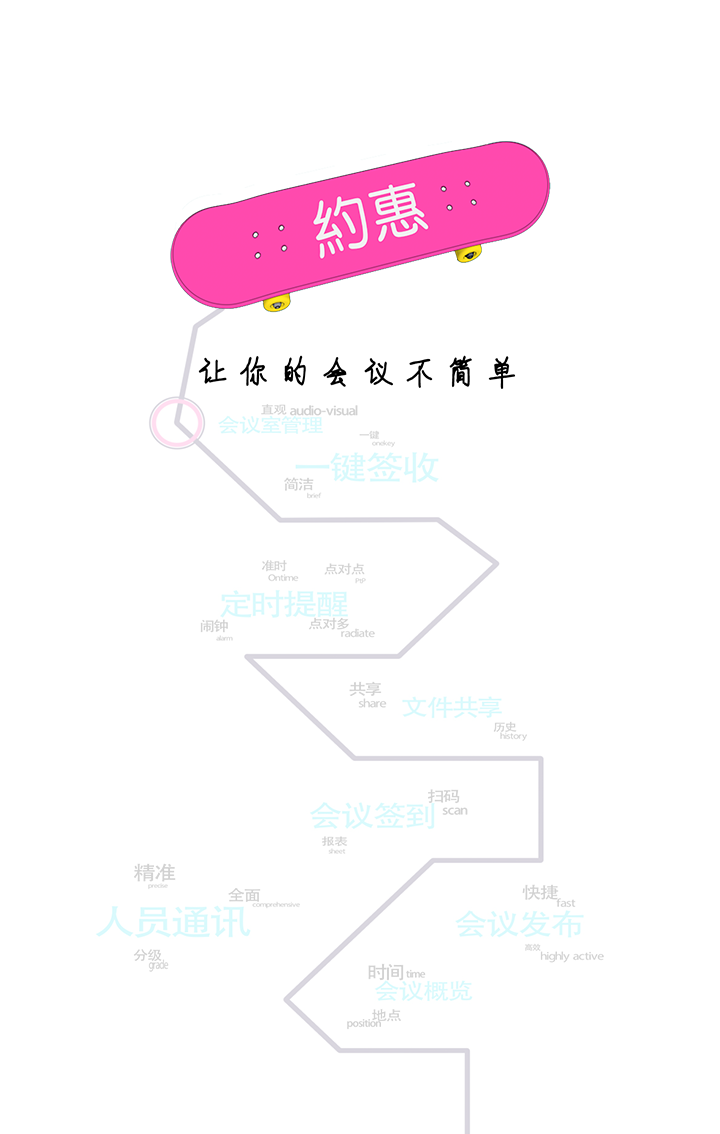 約惠
让你的会议不简单
直观 audio-visual
会议室管理
一键
onekey
一键签收
简洁
brief
准时
Ontime
点对点
PtP
定时提醒
闹钟
alarm
点对多
radiate
共享
share
文件共享
历史
history
扫码
scan
会议签到
报表
sheet
精准
precise
全面
comprehensive
人员通讯
分级
grade
快捷
fast
会议发布
高效
highly active
时间 time
会议概览
地点
position